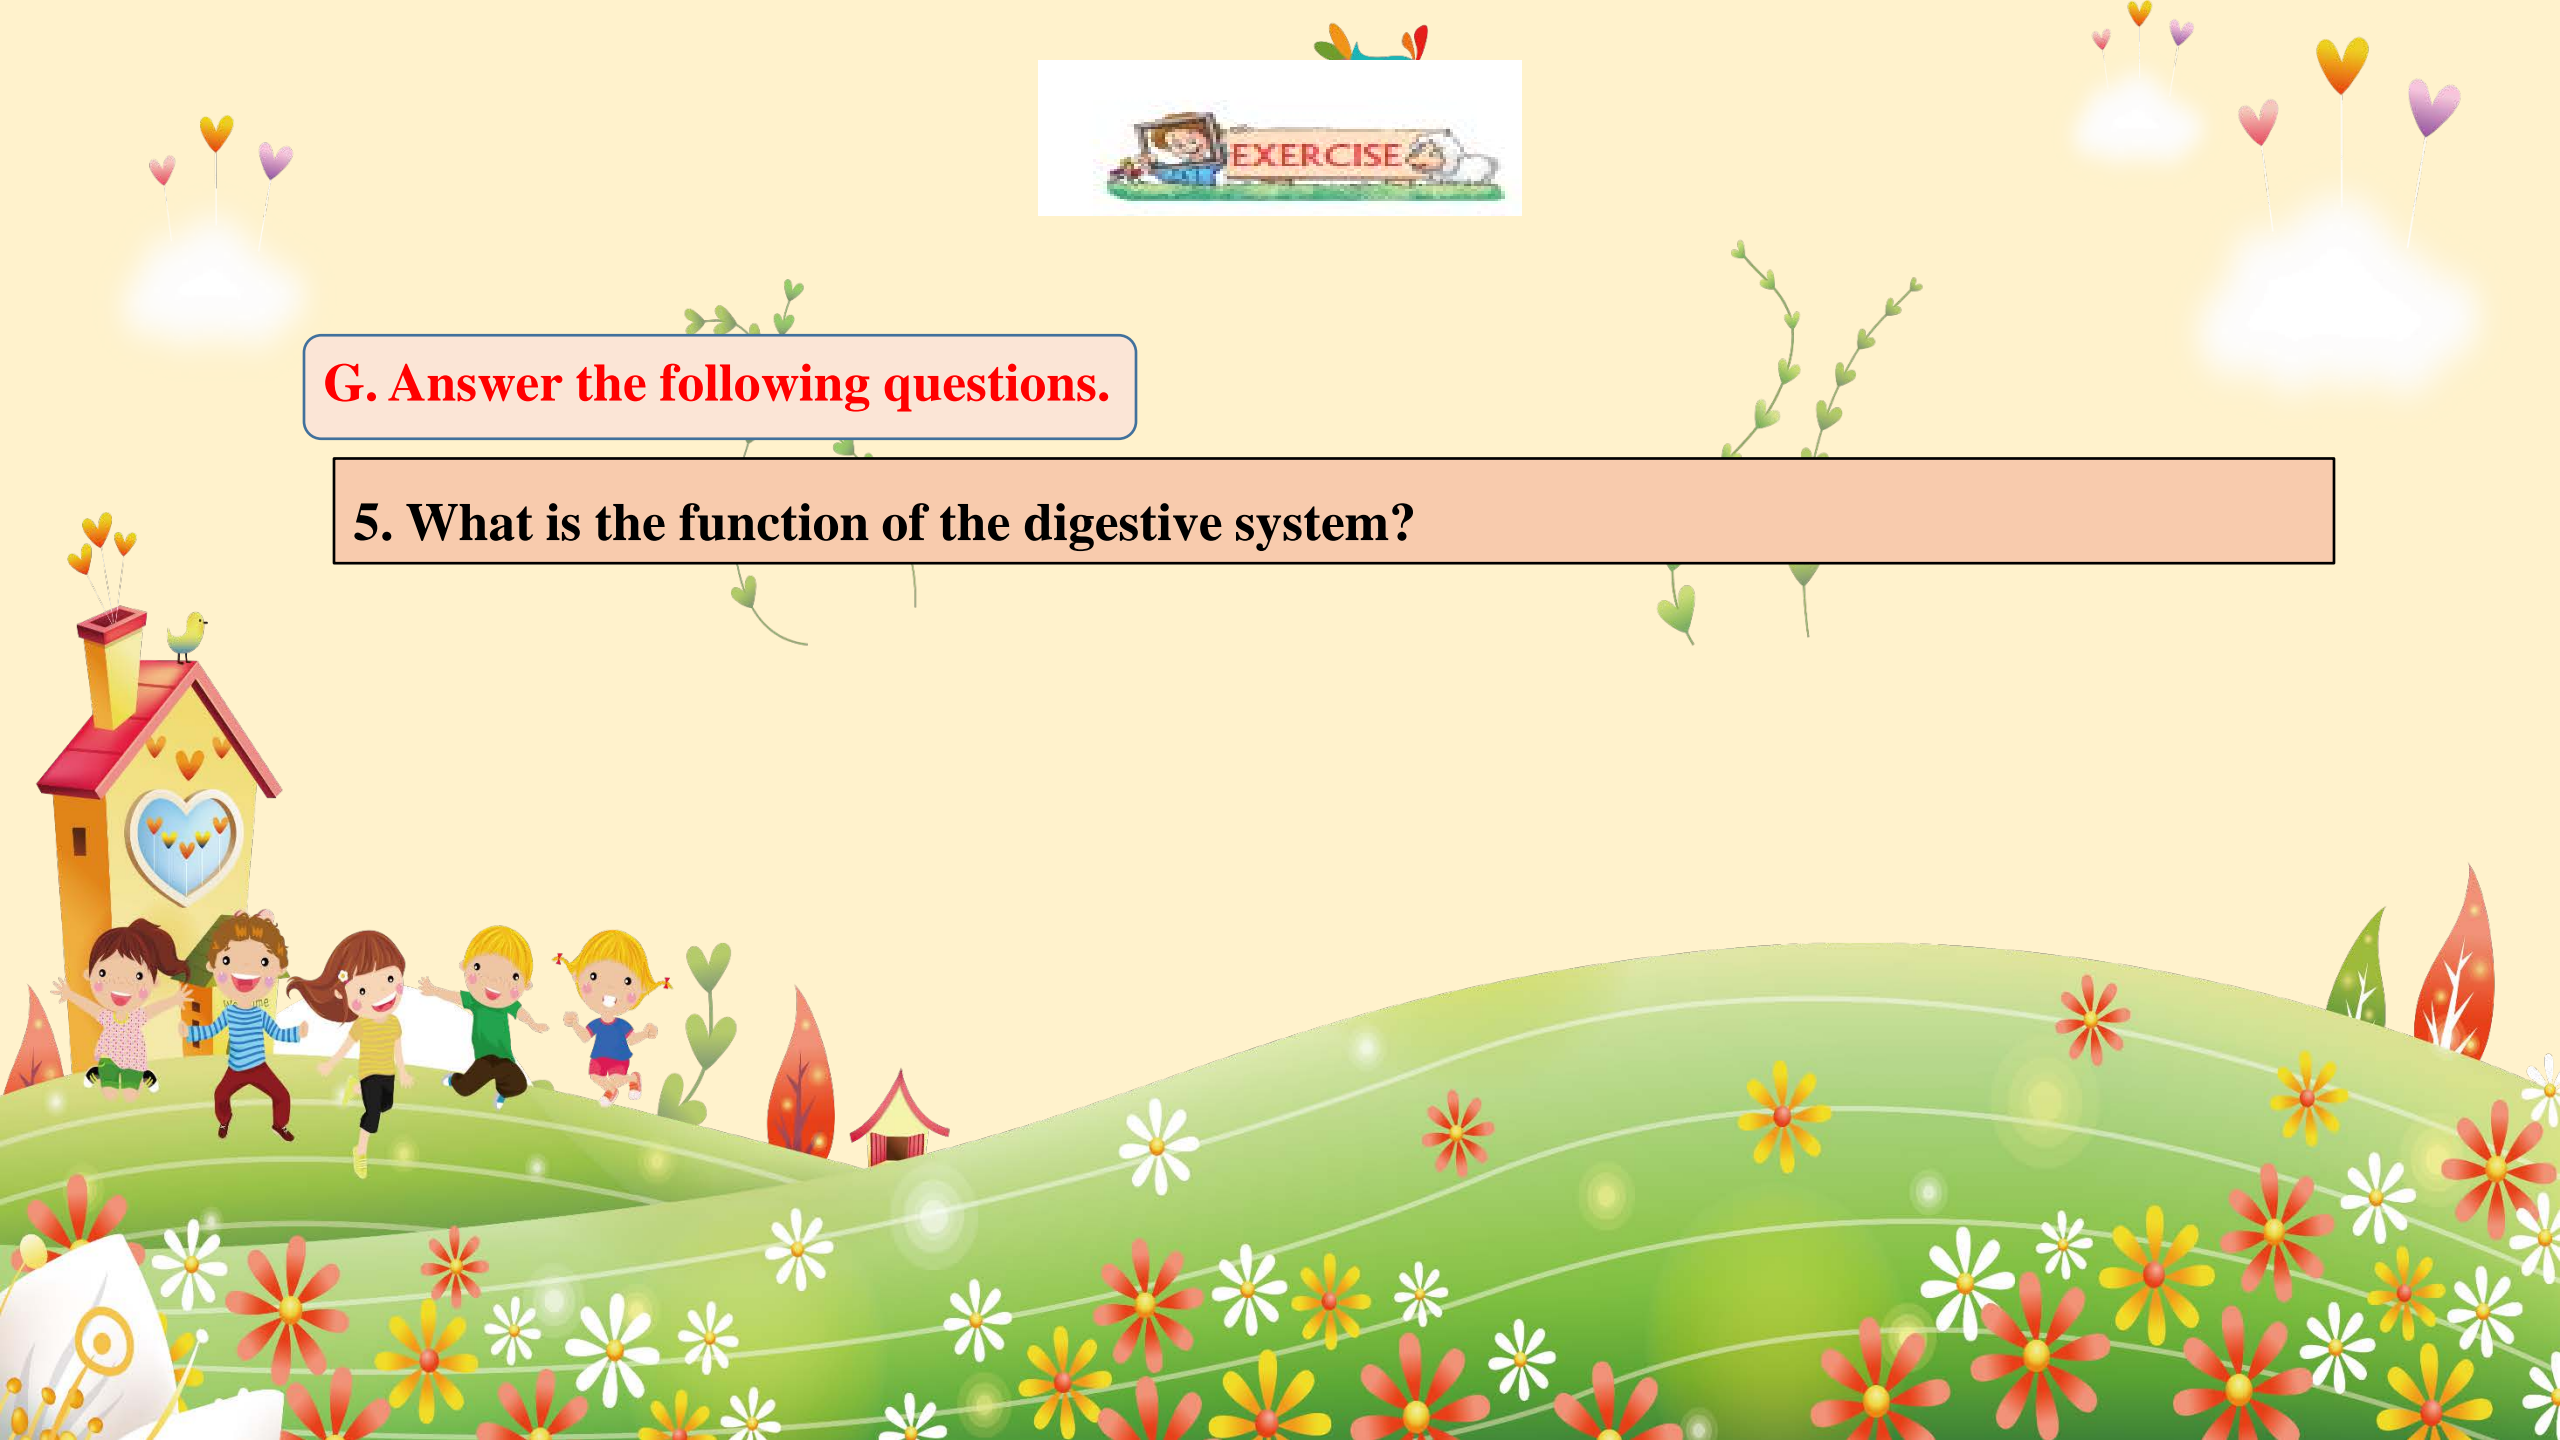 EXERCISE
G. Answer the following questions.
5. What is the function of the digestive system?